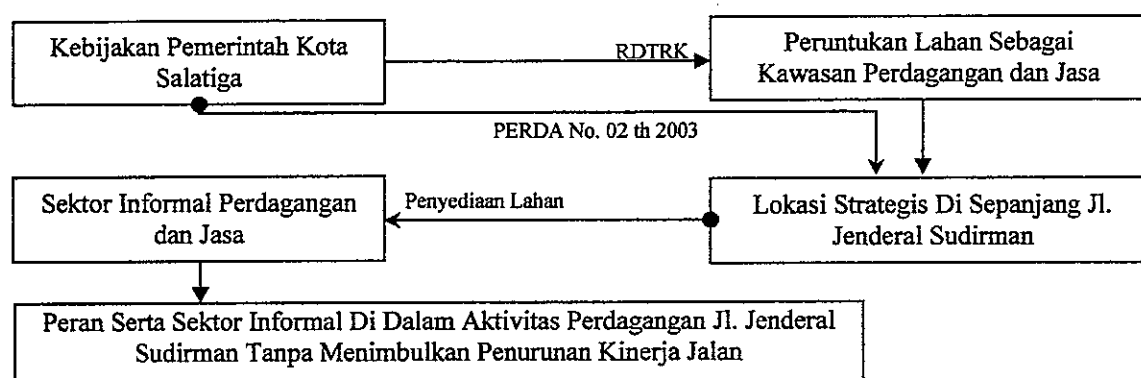 Kebijakan Pemerintah Kota
Salatiga
RDTRK
Peruntukan Lahan Sebagai
Kawasan Perdagangan dan Jasa
PERDA No. 02 th 2003
Sektor Informal Perdagangan
dan Jasa
Penyediaan Lahan
Lokasi Strategis Di Sepanjang Jl.
Jenderal Sudirman
Peran Serta Sektor Informal Di Dalam Aktivitas Perdagangan Jl. Jenderal
Sudirman Tanpa Menimbulkan Penurunan Kinerja Jalan